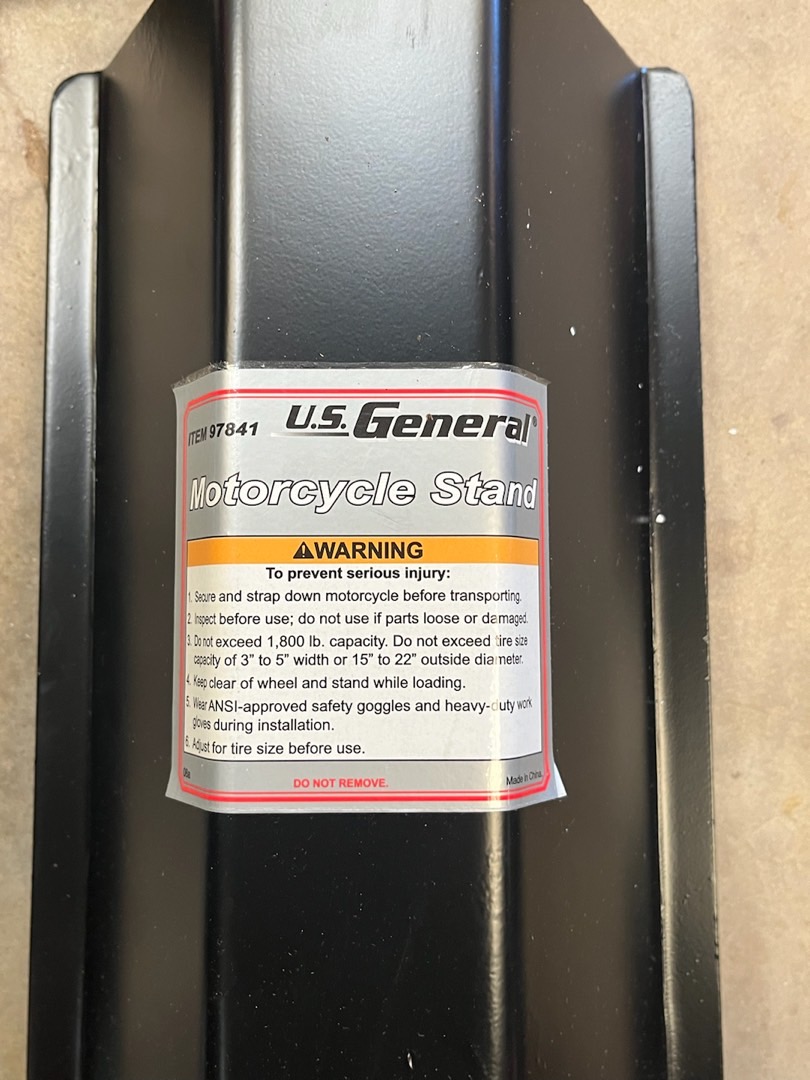 ITEM 97841 U.S. General®
Motorcycle Stand
⚠WARNING
To prevent serious injury:
1. Secure and strap down motorcycle before transporting.
2. Inspect before use; do not use if parts loose or damaged.
3. Do not exceed 1,800 lb. capacity. Do not exceed tire size
capacity of 3" to 5" width or 15" to 22" outside diameter.
4. Keep clear of wheel and stand while loading.
5. Wear ANSI-approved safety goggles and heavy-duty work
gloves during installation.
6. Adjust for tire size before use.
DO NOT REMOVE. Made in China.